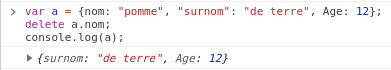 > var a = {nom: "pomme", "surnom": "de terre", Age: 12};
delete a.nom;
console.log(a);
▶ {surnom: "de terre", Age: 12}